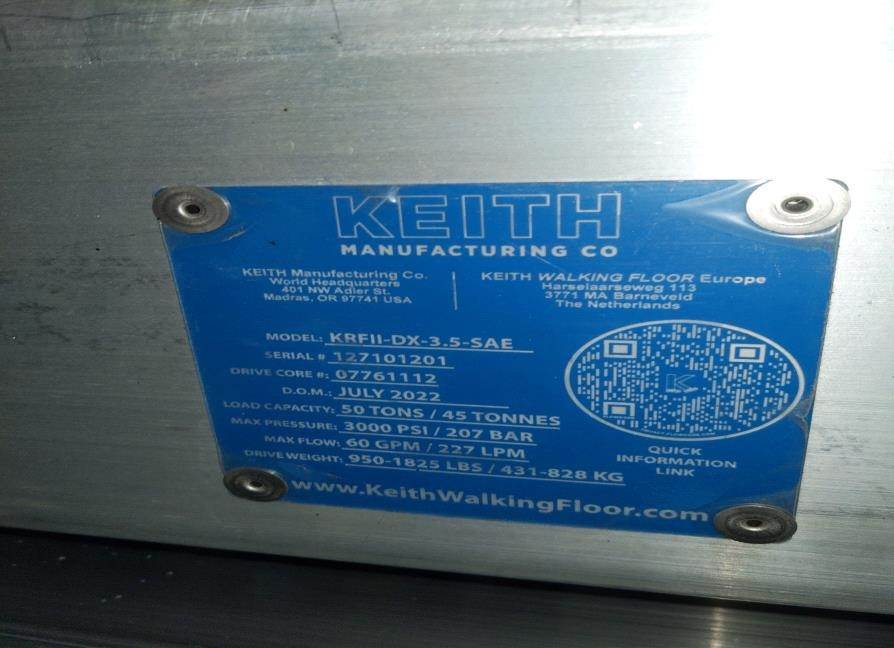 KEITH
MANUFACTURING CO
KEITH Manufacturing Co.
World Headquarters
401 NW Adler St.
Madras, OR 97741 USA
KEITH WALKING FLOOR Europe
Harselaarseweg 113
3771 MA Barneveld
The Netherlands
MODEL: KRFII-DX-3.5-SAE
SERIAL # 127101201
DRIVE CORE #: 07761112
D.O.M.: JULY 2022
LOAD CAPACITY: 50 TONS / 45 TONNES
MAX PRESSURE: 3000 PSI / 207 BAR
MAX FLOW: 60 GPM / 227 LPM
DRIVE WEIGHT: 950-1825 LBS / 431-828 KG
K
QUICK
INFORMATION
LINK
www.KeithWalkingFloor.com